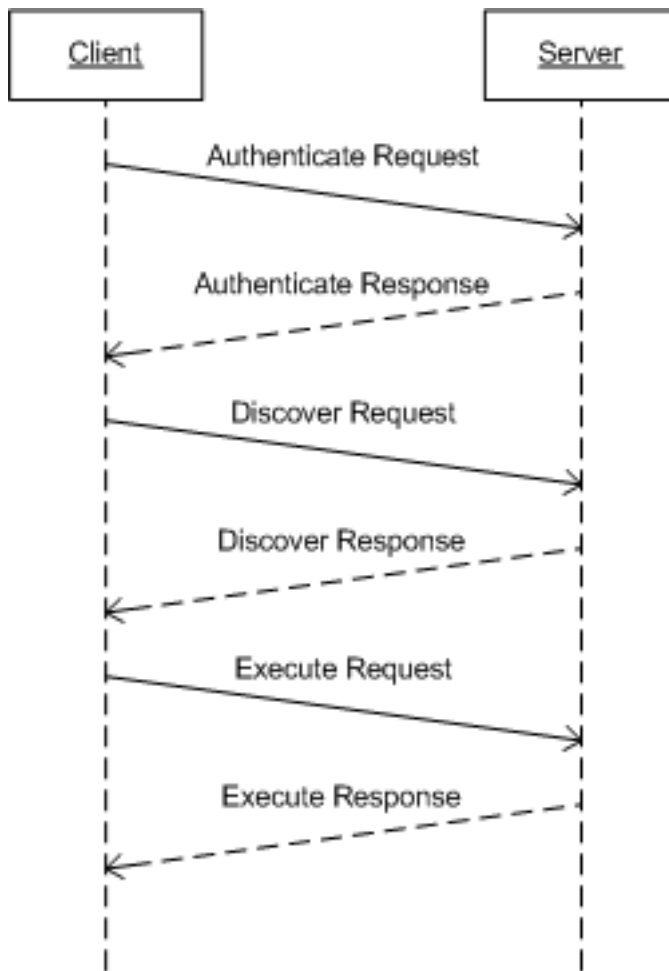 Client
Server
Authenticate Request
Authenticate Response
Discover Request
Discover Response
Execute Request
Execute Response